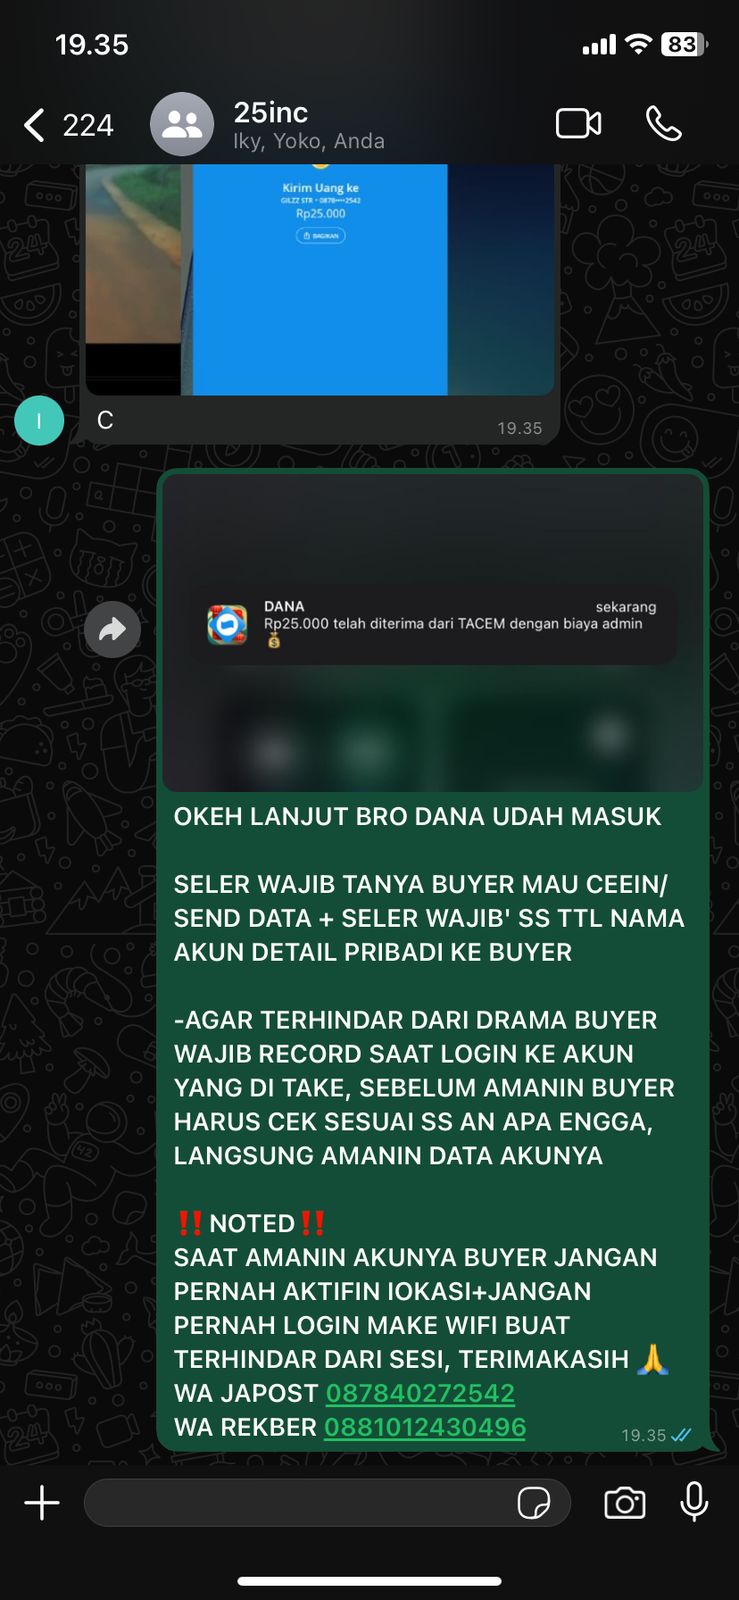 19.35
83
224
25inc
Iky, Yoko, Anda
Kirim Uang ke
GILZZ STR • 0878••••2542
Rp25.000
BAGIKAN
I
C
19.35
DANA
sekarang
Rp25.000 telah diterima dari TACEM dengan biaya admin
💰
OKEH LANJUT BRO DANA UDAH MASUK
SELER WAJIB TANYA BUYER MAU CEEIN/
SEND DATA + SELER WAJIB' SS TTL NAMA
AKUN DETAIL PRIBADI KE BUYER
-AGAR TERHINDAR DARI DRAMA BUYER
WAJIB RECORD SAAT LOGIN KE AKUN
YANG DI TAKE, SEBELUM AMANIN BUYER
HARUS CEK SESUAI SS AN APA ENGGA,
LANGSUNG AMANIN DATA AKUNYA
‼️NOTED‼️
SAAT AMANIN AKUNYA BUYER JANGAN
PERNAH AKTIFIN lOKASI+JANGAN
PERNAH LOGIN MAKE WIFI BUAT
TERHINDAR DARI SESI, TERIMAKASIH 🙏
WA JAPOST 087840272542
WA REKBER 0881012430496
19.35